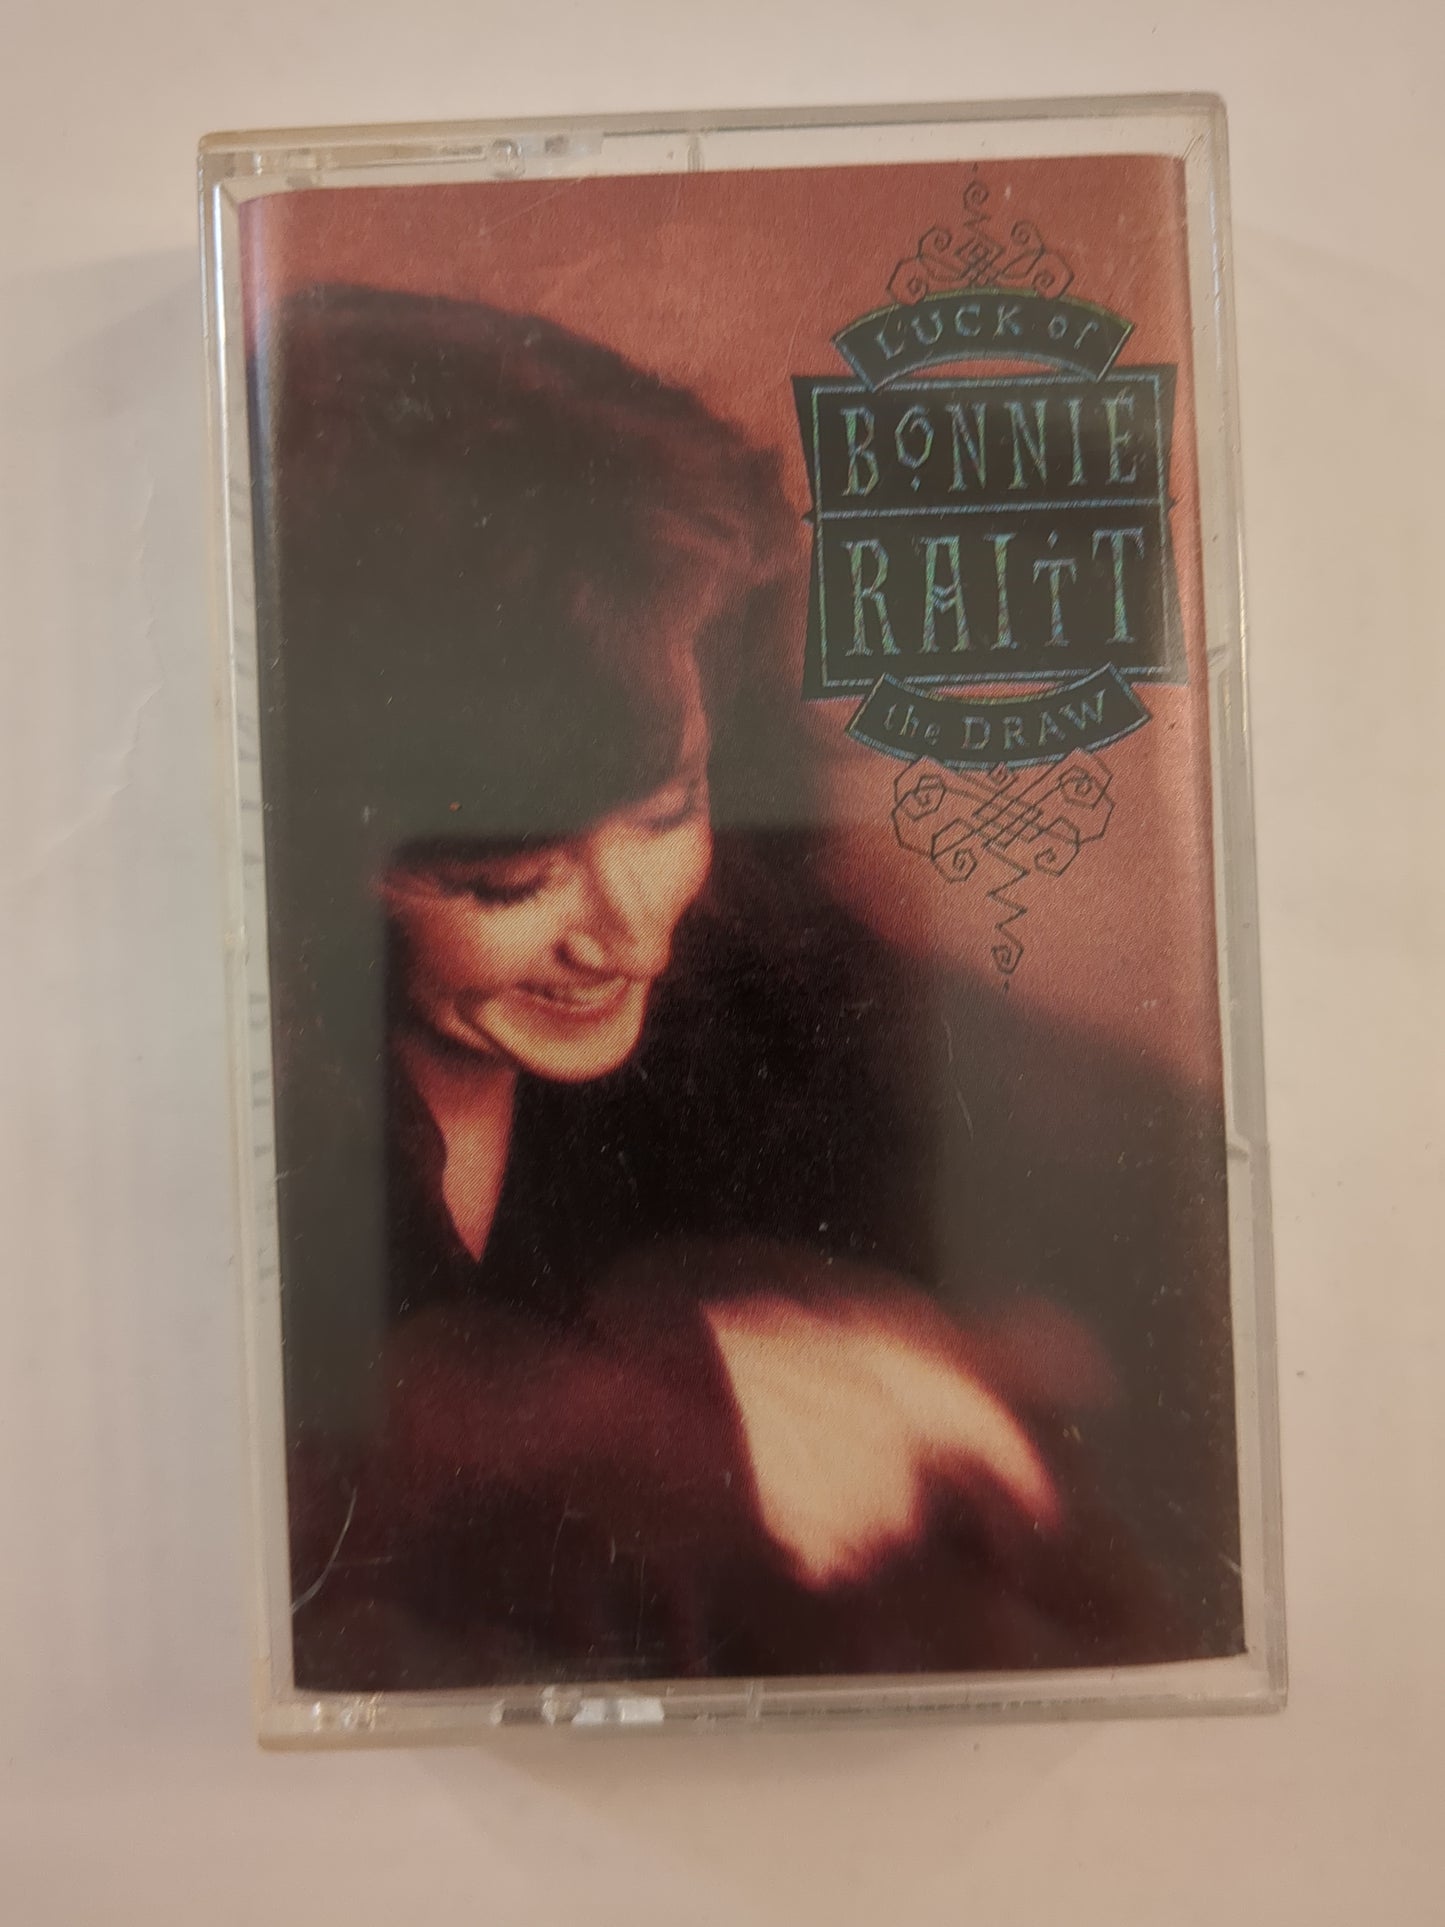 LUCK of
BONNIE
RAITT
the DRAW